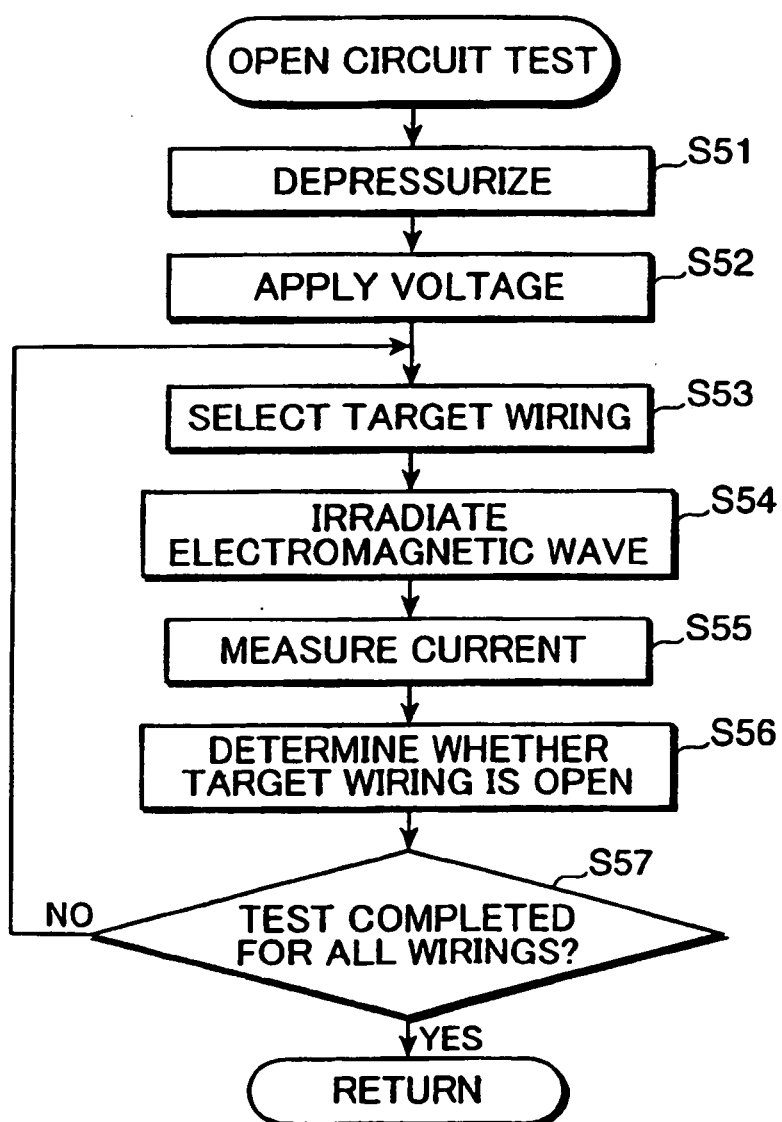 OPEN CIRCUIT TEST
S51
DEPRESSURIZE
S52
APPLY VOLTAGE
S53
SELECT TARGET WIRING
S54
IRRADIATE
ELECTROMAGNETIC WAVE
S55
MEASURE CURRENT
S56
DETERMINE WHETHER
TARGET WIRING IS OPEN
S57
NO
TEST COMPLETED
FOR ALL WIRINGS?
YES
RETURN